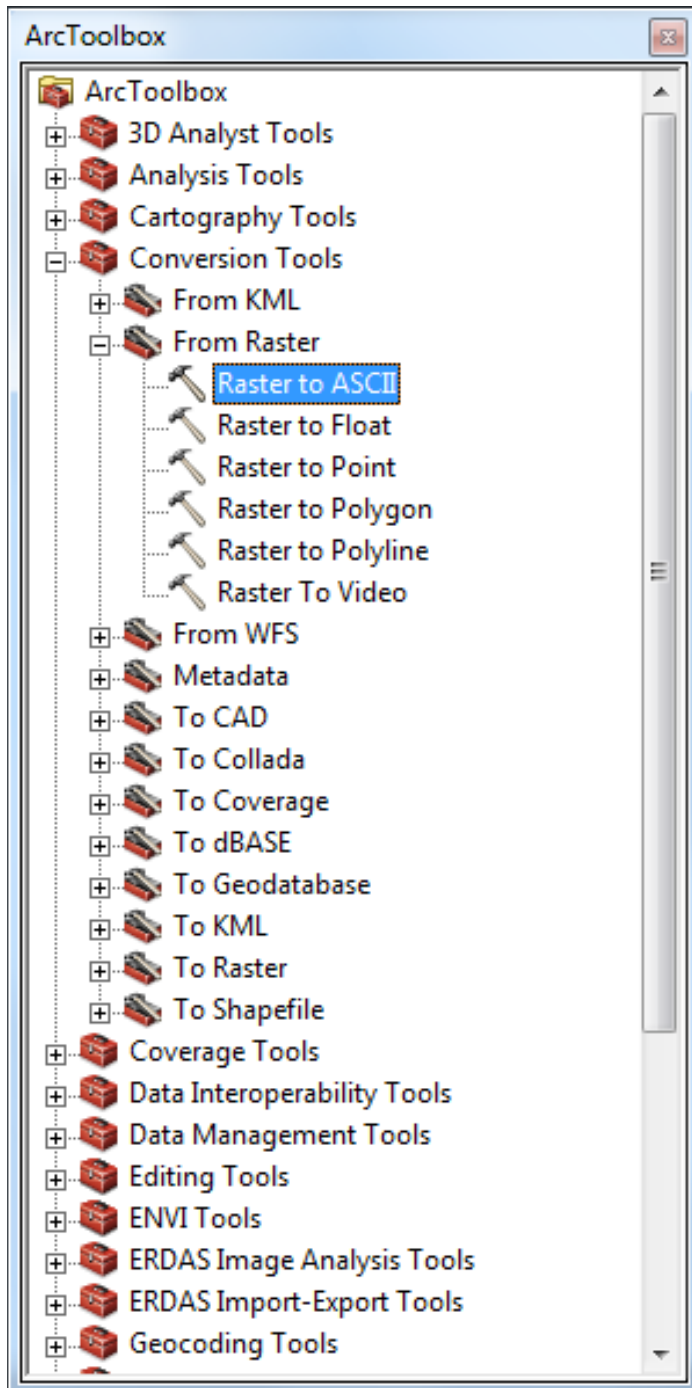 ArcToolbox
ArcToolbox
3D Analyst Tools
Analysis Tools
Cartography Tools
Conversion Tools
From KML
From Raster
Raster to ASCII
Raster to Float
Raster to Point
Raster to Polygon
Raster to Polyline
Raster To Video
From WFS
Metadata
To CAD
To Collada
To Coverage
To dBASE
To Geodatabase
To KML
To Raster
To Shapefile
Coverage Tools
Data Interoperability Tools
Data Management Tools
Editing Tools
ENVI Tools
ERDAS Image Analysis Tools
ERDAS Import-Export Tools
Geocoding Tools